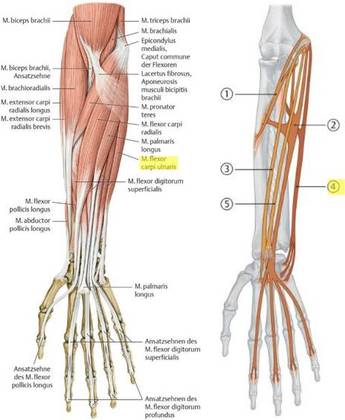 M. biceps brachii
M. biceps brachii,
Ansatzsehne
M. brachioradialis
M. extensor carpi
radialis longus
M. extensor carpi
radialis brevis
M. flexor
pollicis longus
M. abductor
pollicis longus
Ansatzsehne
des M. flexor
pollicis longus
M. triceps brachii
M. brachialis
Epicondylus
medialis,
Caput commune
der Flexoren
Lacertus fibrosus,
Aponeurosis
musculi bicipitis
brachii
M. pronator
teres
M. flexor carpi
radialis
M. palmaris
longus
M. flexor
carpi ulnaris
M. flexor digitorum
superficialis
M. palmaris
longus
Ansatzsehnen des
M. flexor digitorum
superficialis
Ansatzsehnen des
M. flexor digitorum
profundus
1
2
3
4
5